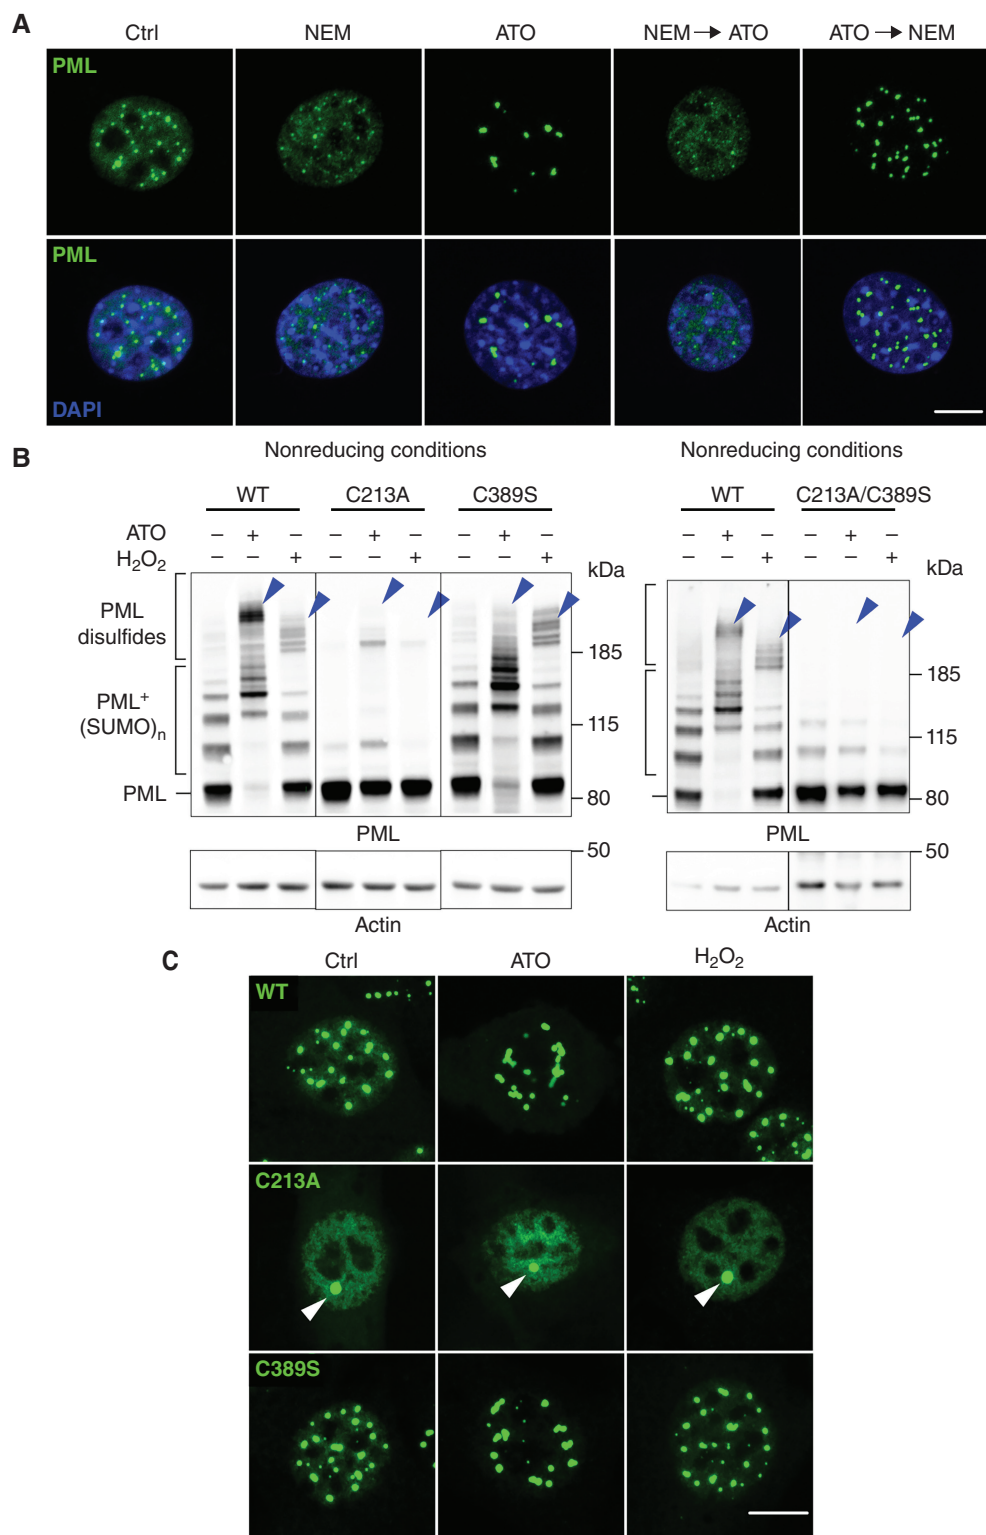 A
Ctrl NEM ATO NEM → ATO ATO → NEM
PML
PML
DAPI
B
Nonreducing conditions Nonreducing conditions
WT C213A C389S WT C213A/C389S
ATO – + – – + – – + – – + – – + –
H₂O₂ – – + – – + – – + – – + – – +
kDa kDa
PML disulfides
185 185
PML⁺ (SUMO)ₙ
115 115
PML
80 80
PML PML
50 50
Actin Actin
C
Ctrl ATO H₂O₂
WT
C213A
C389S